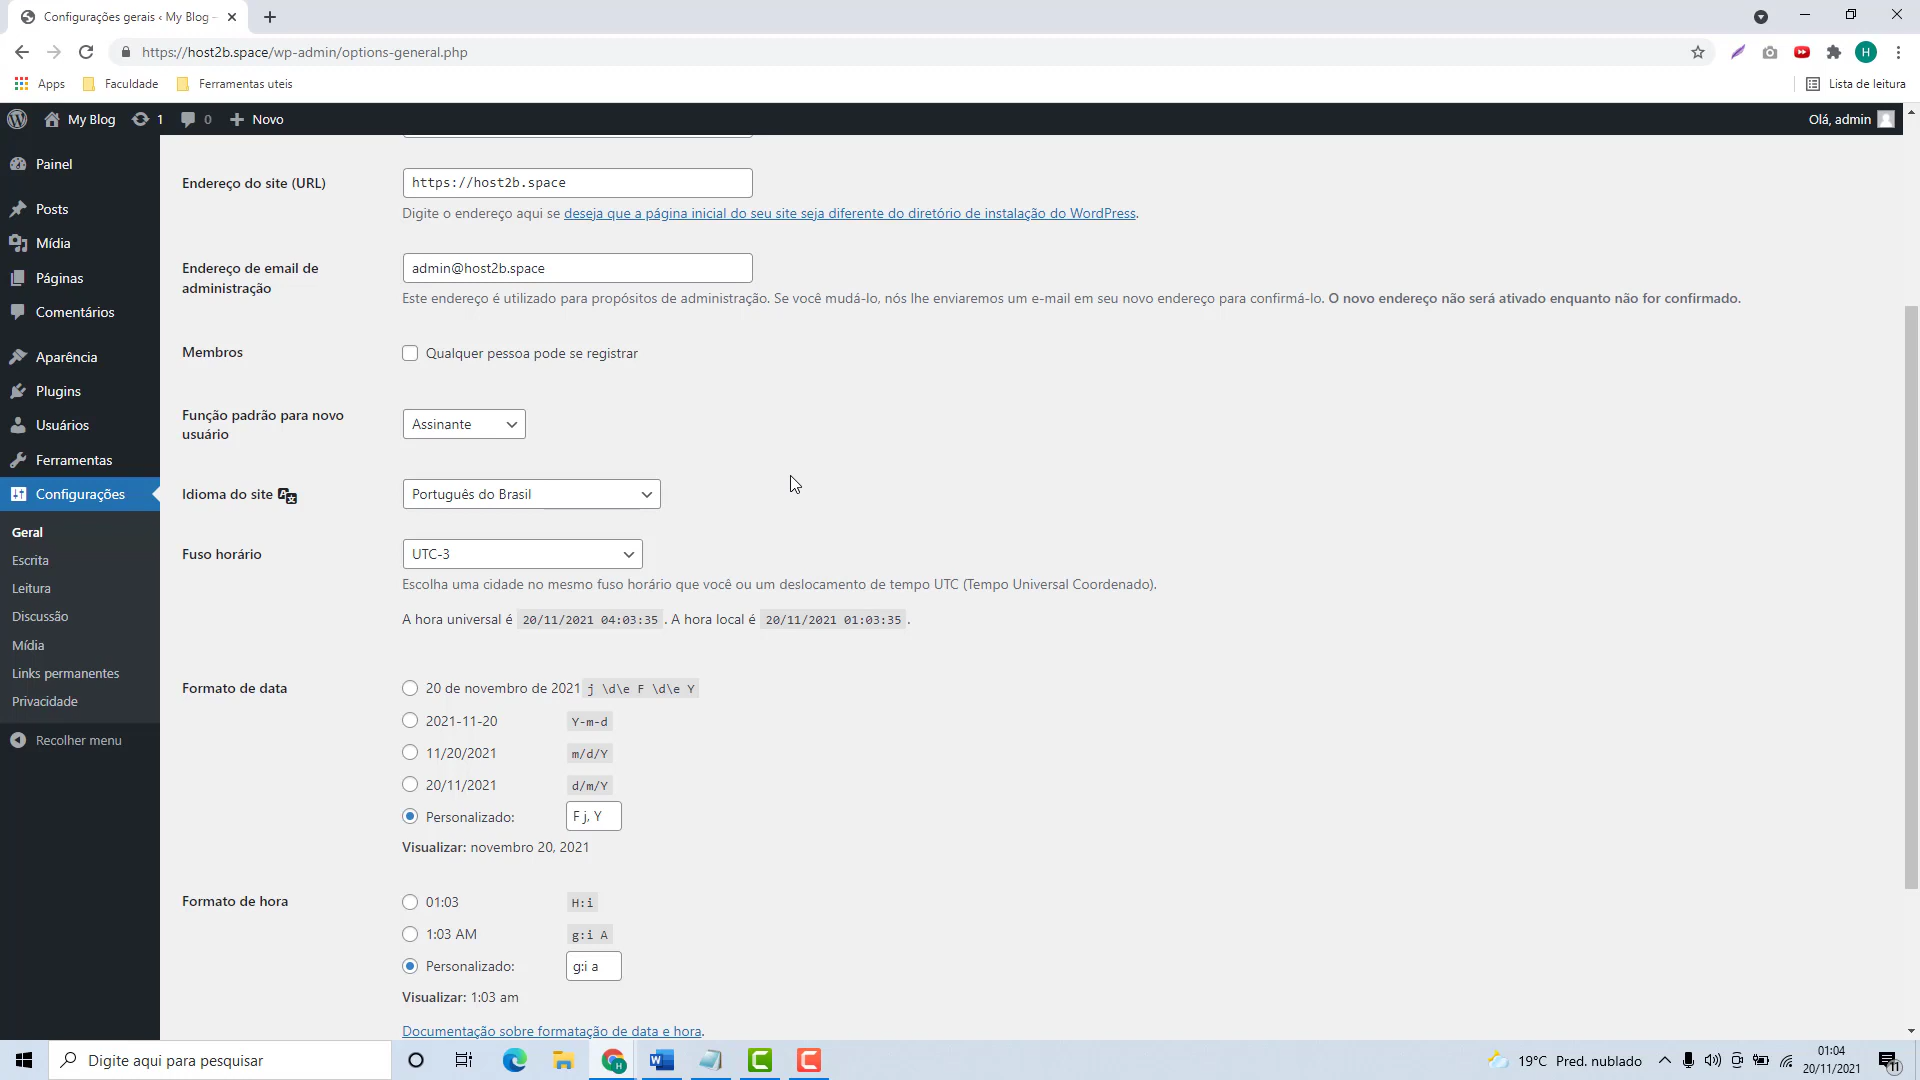 Configurações gerais ‹ My Blog –
https://host2b.space/wp-admin/options-general.php
H
Apps
Faculdade
Ferramentas uteis
Lista de leitura
My Blog
1
0
Novo
Olá, admin
Painel
Posts
Mídia
Páginas
Comentários
Aparência
Plugins
Usuários
Ferramentas
Configurações
Geral
Escrita
Leitura
Discussão
Mídia
Links permanentes
Privacidade
Recolher menu
Endereço do site (URL)
https://host2b.space
Digite o endereço aqui se deseja que a página inicial do seu site seja diferente do diretório de instalação do WordPress.
Endereço de email de
administração
admin@host2b.space
Este endereço é utilizado para propósitos de administração. Se você mudá-lo, nós lhe enviaremos um e-mail em seu novo endereço para confirmá-lo. O novo endereço não será ativado enquanto não for confirmado.
Membros
Qualquer pessoa pode se registrar
Função padrão para novo
usuário
Assinante
Idioma do site
Português do Brasil
Fuso horário
UTC-3
Escolha uma cidade no mesmo fuso horário que você ou um deslocamento de tempo UTC (Tempo Universal Coordenado).
A hora universal é 20/11/2021 04:03:35. A hora local é 20/11/2021 01:03:35.
Formato de data
20 de novembro de 2021 j \d\e F \d\e Y
2021-11-20 Y-m-d
11/20/2021 m/d/Y
20/11/2021 d/m/Y
Personalizado: F j, Y
Visualizar: novembro 20, 2021
Formato de hora
01:03 H:i
1:03 AM g:i A
Personalizado: g:i a
Visualizar: 1:03 am
Documentação sobre formatação de data e hora.
Digite aqui para pesquisar
19°C Pred. nublado
01:04
20/11/2021
11